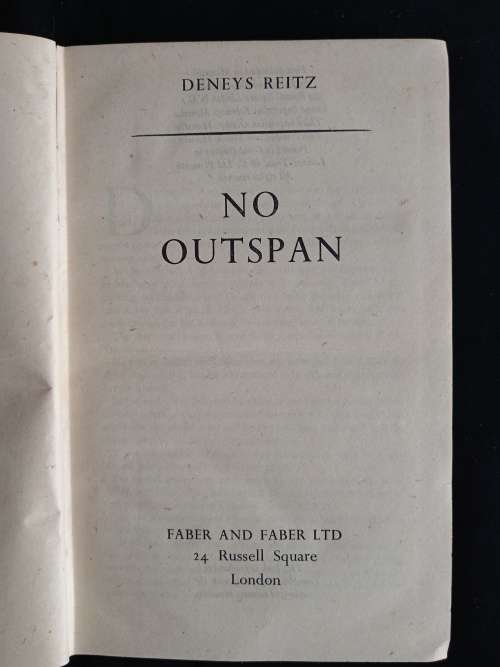 DENEYS REITZ
NO
OUTSPAN
FABER AND FABER LTD
24 Russell Square
London